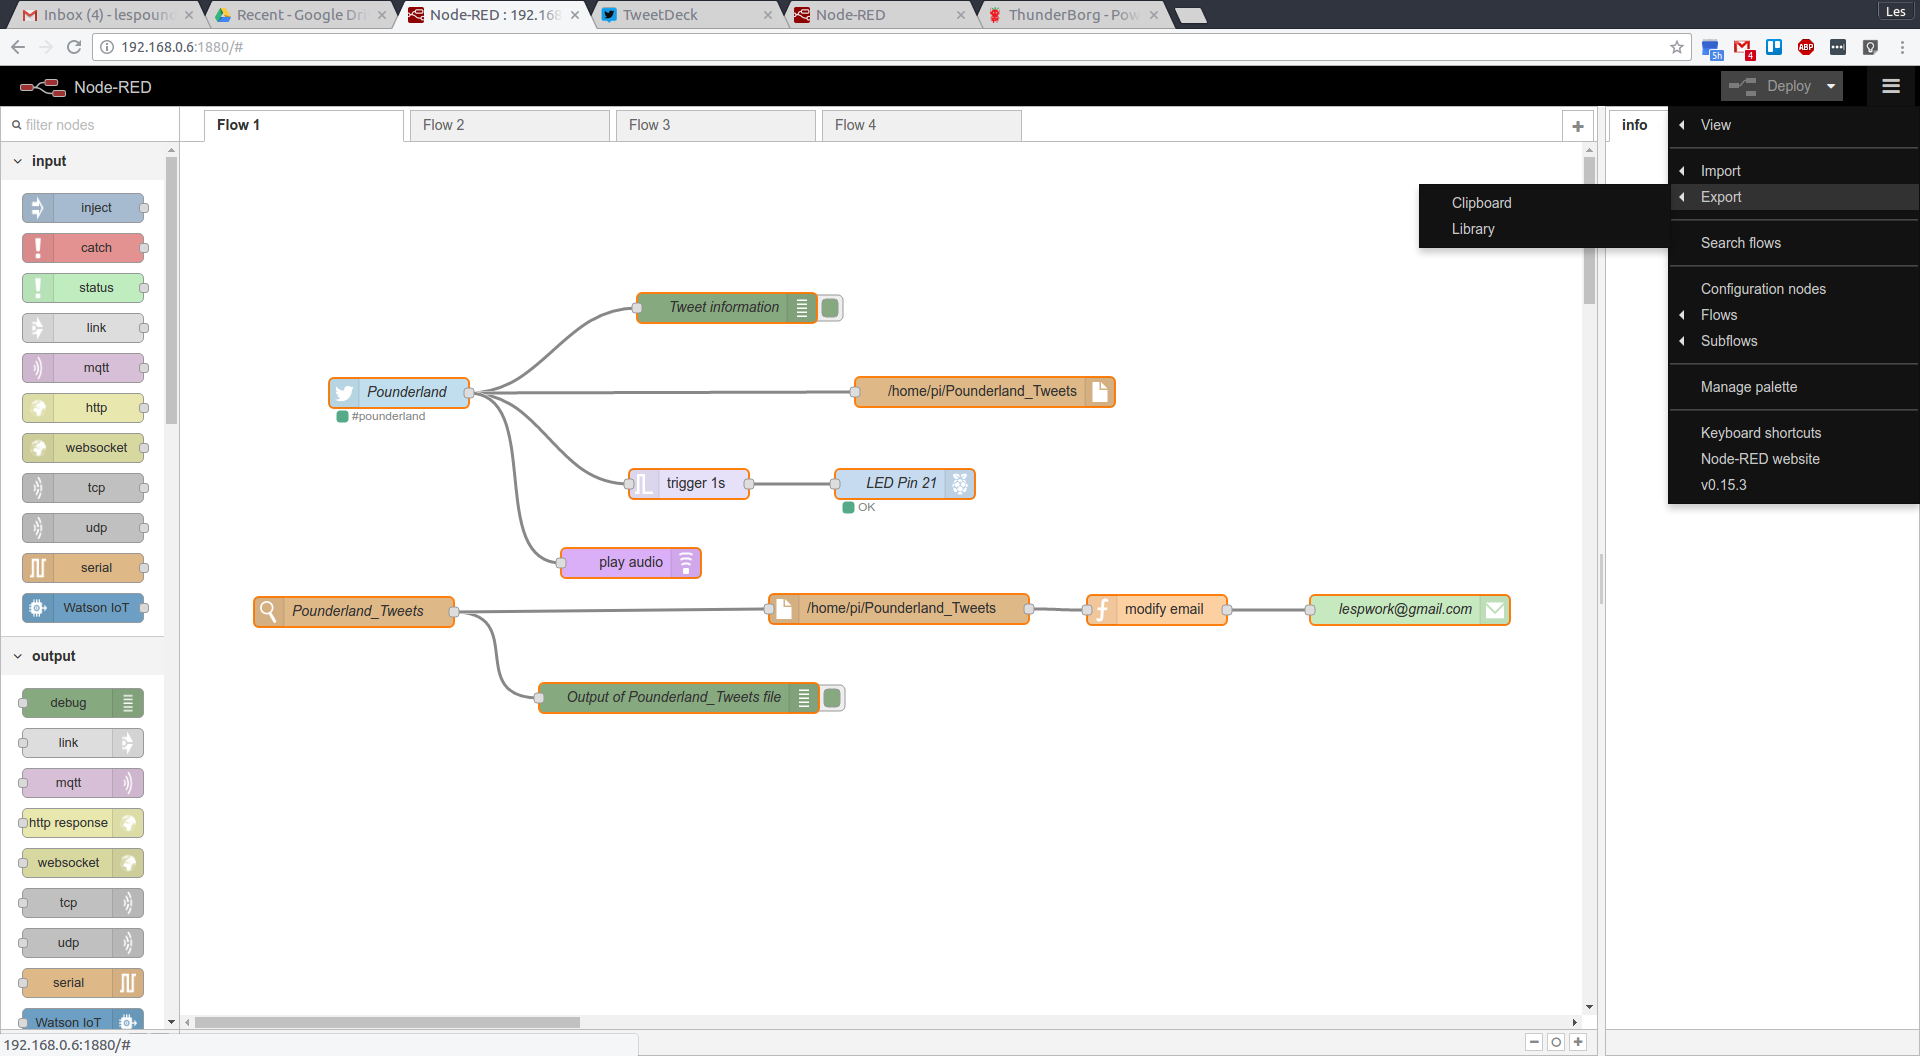 Inbox (4) - lespoun
Recent - Google Dri
Node-RED : 192.168
TweetDeck
Node-RED
ThunderBorg - Pow
Les
192.168.0.6:1880/#
5h
4
ABP
Node-RED
Deploy
filter nodes
Flow 1
Flow 2
Flow 3
Flow 4
info
View
Import
Export
Clipboard
Library
Search flows
Configuration nodes
Flows
Subflows
Manage palette
Keyboard shortcuts
Node-RED website
v0.15.3
input
inject
catch
status
link
mqtt
http
websocket
tcp
udp
serial
Watson IoT
output
debug
link
mqtt
http response
websocket
tcp
udp
serial
Watson IoT
Tweet information
Pounderland
#pounderland
/home/pi/Pounderland_Tweets
trigger 1s
LED Pin 21
OK
play audio
Pounderland_Tweets
/home/pi/Pounderland_Tweets
modify email
lespwork@gmail.com
Output of Pounderland_Tweets file
192.168.0.6:1880/#